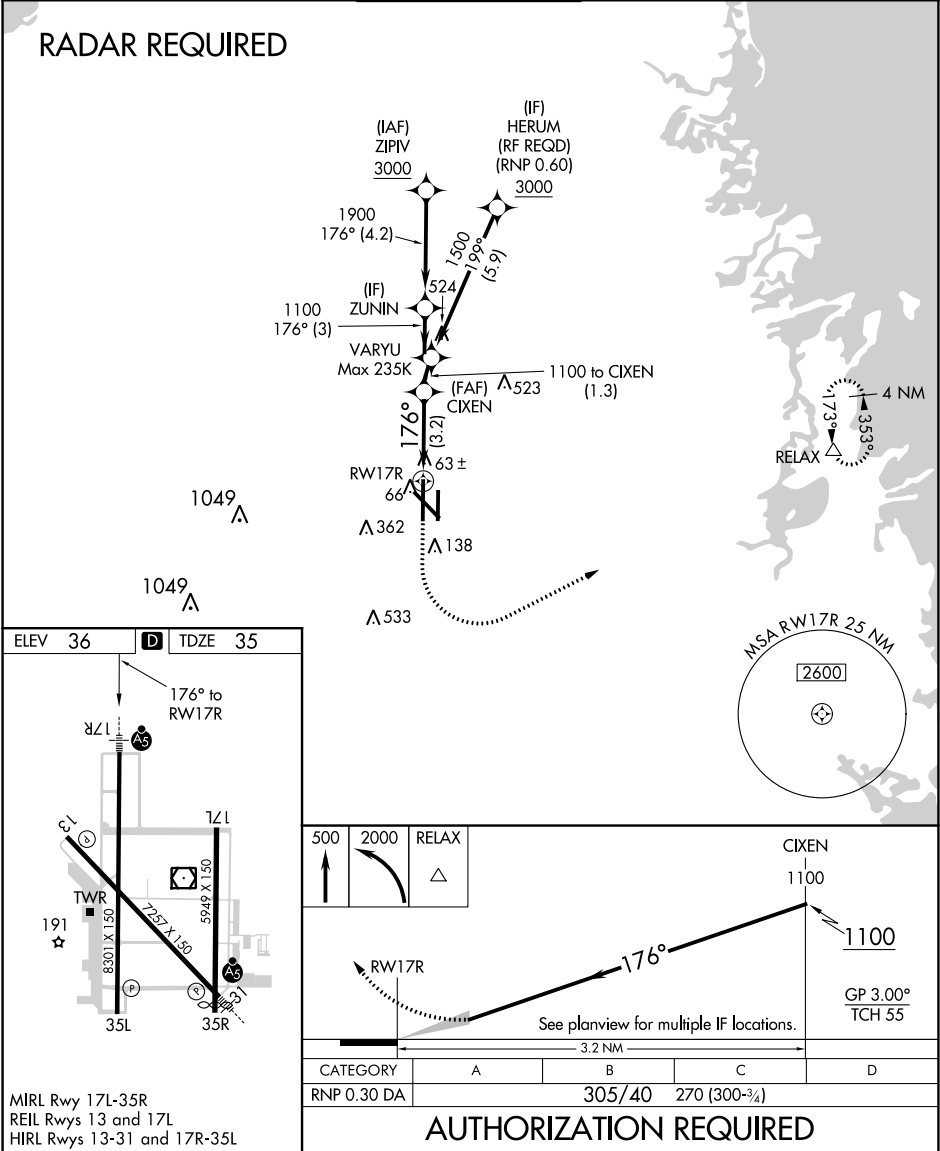 RADAR REQUIRED
(IAF)
ZIPIV
3000
(IF)
HERUM
(RF REQD)
(RNP 0.60)
3000
1900
176° (4.2)
1500
199°
(5.9)
(IF)
ZUNIN
524
1100
176° (3)
VARYU
Max 235K
1100 to CIXEN
(1.3)
(FAF)
CIXEN
523
176°
(3.2)
4 NM
173°
353°
RELAX
RW17R
63 ±
66
1049
362
138
1049
533
MSA RW17R 25 NM
2600
ELEV 36 D TDZE 35
176° to
RW17R
17R
A5
17L
13
P
TWR
191
8301 X 150
7257 X 150
5949 X 150
A5
P
P
31
35L
35R
MIRL Rwy 17L-35R
REIL Rwys 13 and 17L
HIRL Rwys 13-31 and 17R-35L
500 2000 RELAX
CIXEN
1100
1100
176°
RW17R
GP 3.00°
TCH 55
See planview for multiple IF locations.
3.2 NM
CATEGORY A B C D
RNP 0.30 DA 305/40 270 (300-¾)
AUTHORIZATION REQUIRED